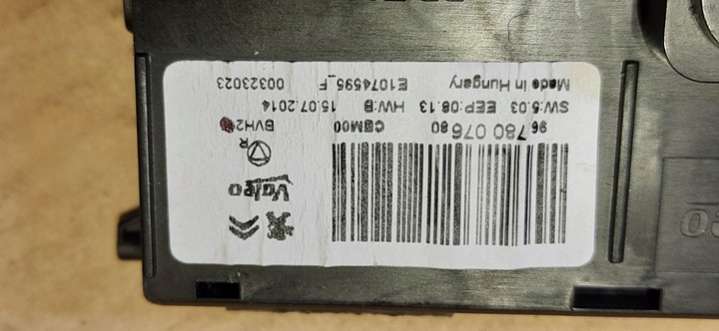 Valeo
R
96 780 076 80 CBM00 BVH2
SW:5.03 EEP:08.13 HW:B 15.07.2014
Made in Hungary E1074595_F 00323023